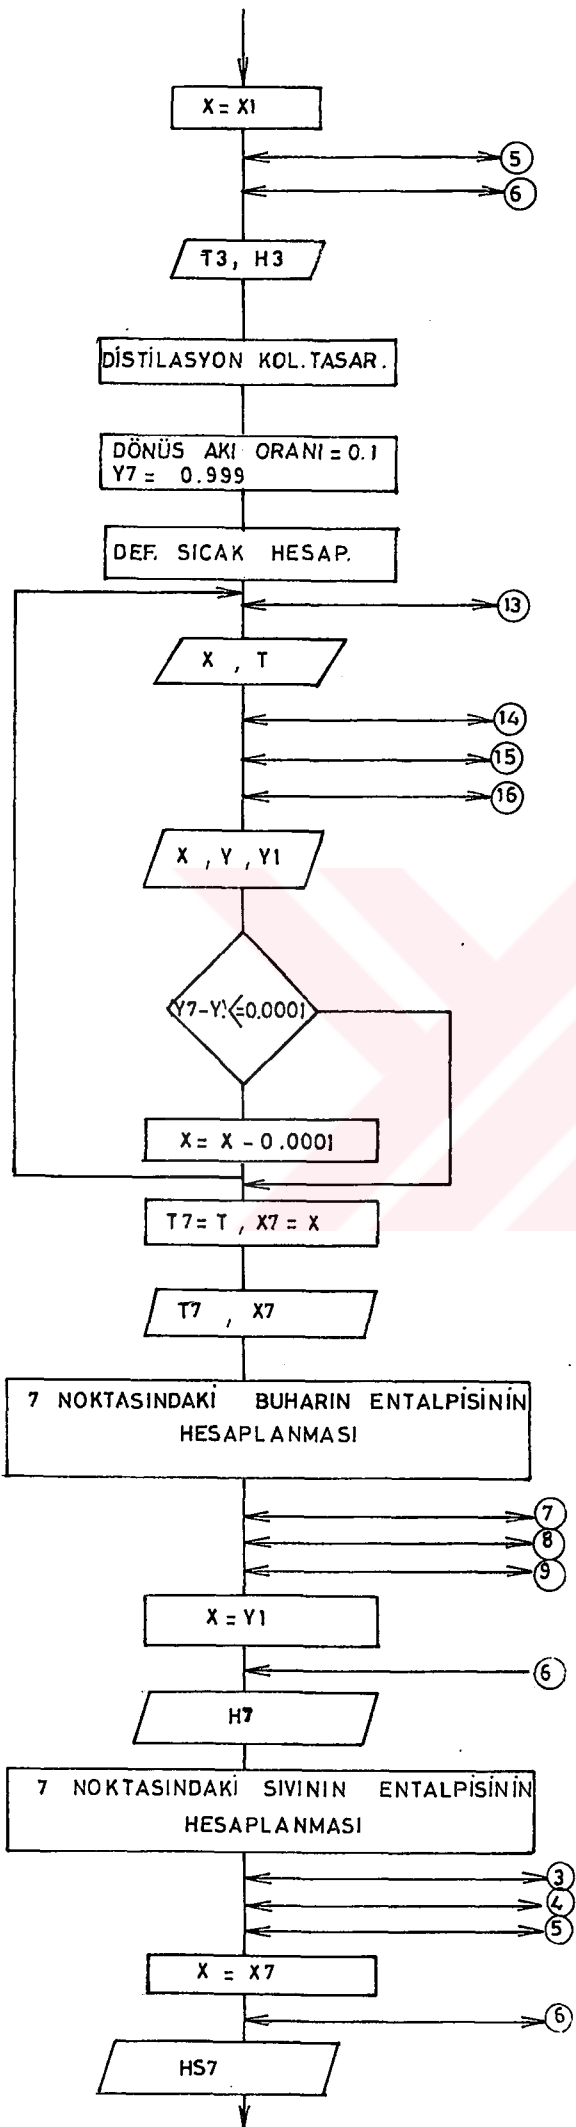 X = X1
5
6
T3, H3
DİSTİLASYON KOL.TASAR.
DÖNÜŞ AKI ORANI = 0.1
Y7 = 0.999
DEF. SICAK HESAP.
13
X , T
14
15
16
X , Y , Y1
(Y7-Y)<=0.0001
X = X - 0.0001
T7= T , X7= X
T7 , X7
7 NOKTASINDAKİ BUHARIN ENTALPİSİNİN
HESAPLANMASI
7
8
9
X = Y1
6
H7
7 NOKTASINDAKİ SIVININ ENTALPİSİNİN
HESAPLANMASI
3
4
5
X = X7
6
HS7